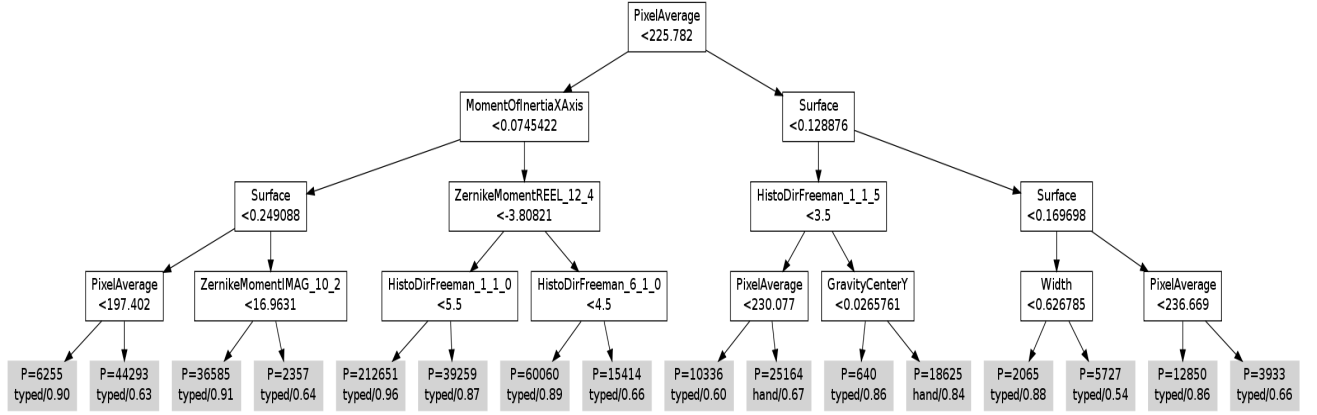 PixelAverage
<225.782
MomentOfInertiaXAxis
<0.0745422
Surface
<0.128876
Surface
<0.249088
ZernikeMomentREEL_12_4
<-3.80821
HistoDirFreeman_1_1_5
<3.5
Surface
<0.169698
PixelAverage
<197.402
ZernikeMomentIMAG_10_2
<16.9631
HistoDirFreeman_1_1_0
<5.5
HistoDirFreeman_6_1_0
<4.5
PixelAverage
<230.077
GravityCenterY
<0.0265761
Width
<0.626785
PixelAverage
<236.669
P=6255
typed/0.90
P=44293
typed/0.63
P=36585
typed/0.91
P=2357
typed/0.64
P=212651
typed/0.96
P=39259
typed/0.87
P=60060
typed/0.89
P=15414
typed/0.66
P=10336
typed/0.60
P=25164
hand/0.67
P=640
typed/0.86
P=18625
hand/0.84
P=2065
typed/0.88
P=5727
typed/0.54
P=12850
typed/0.86
P=3933
typed/0.66